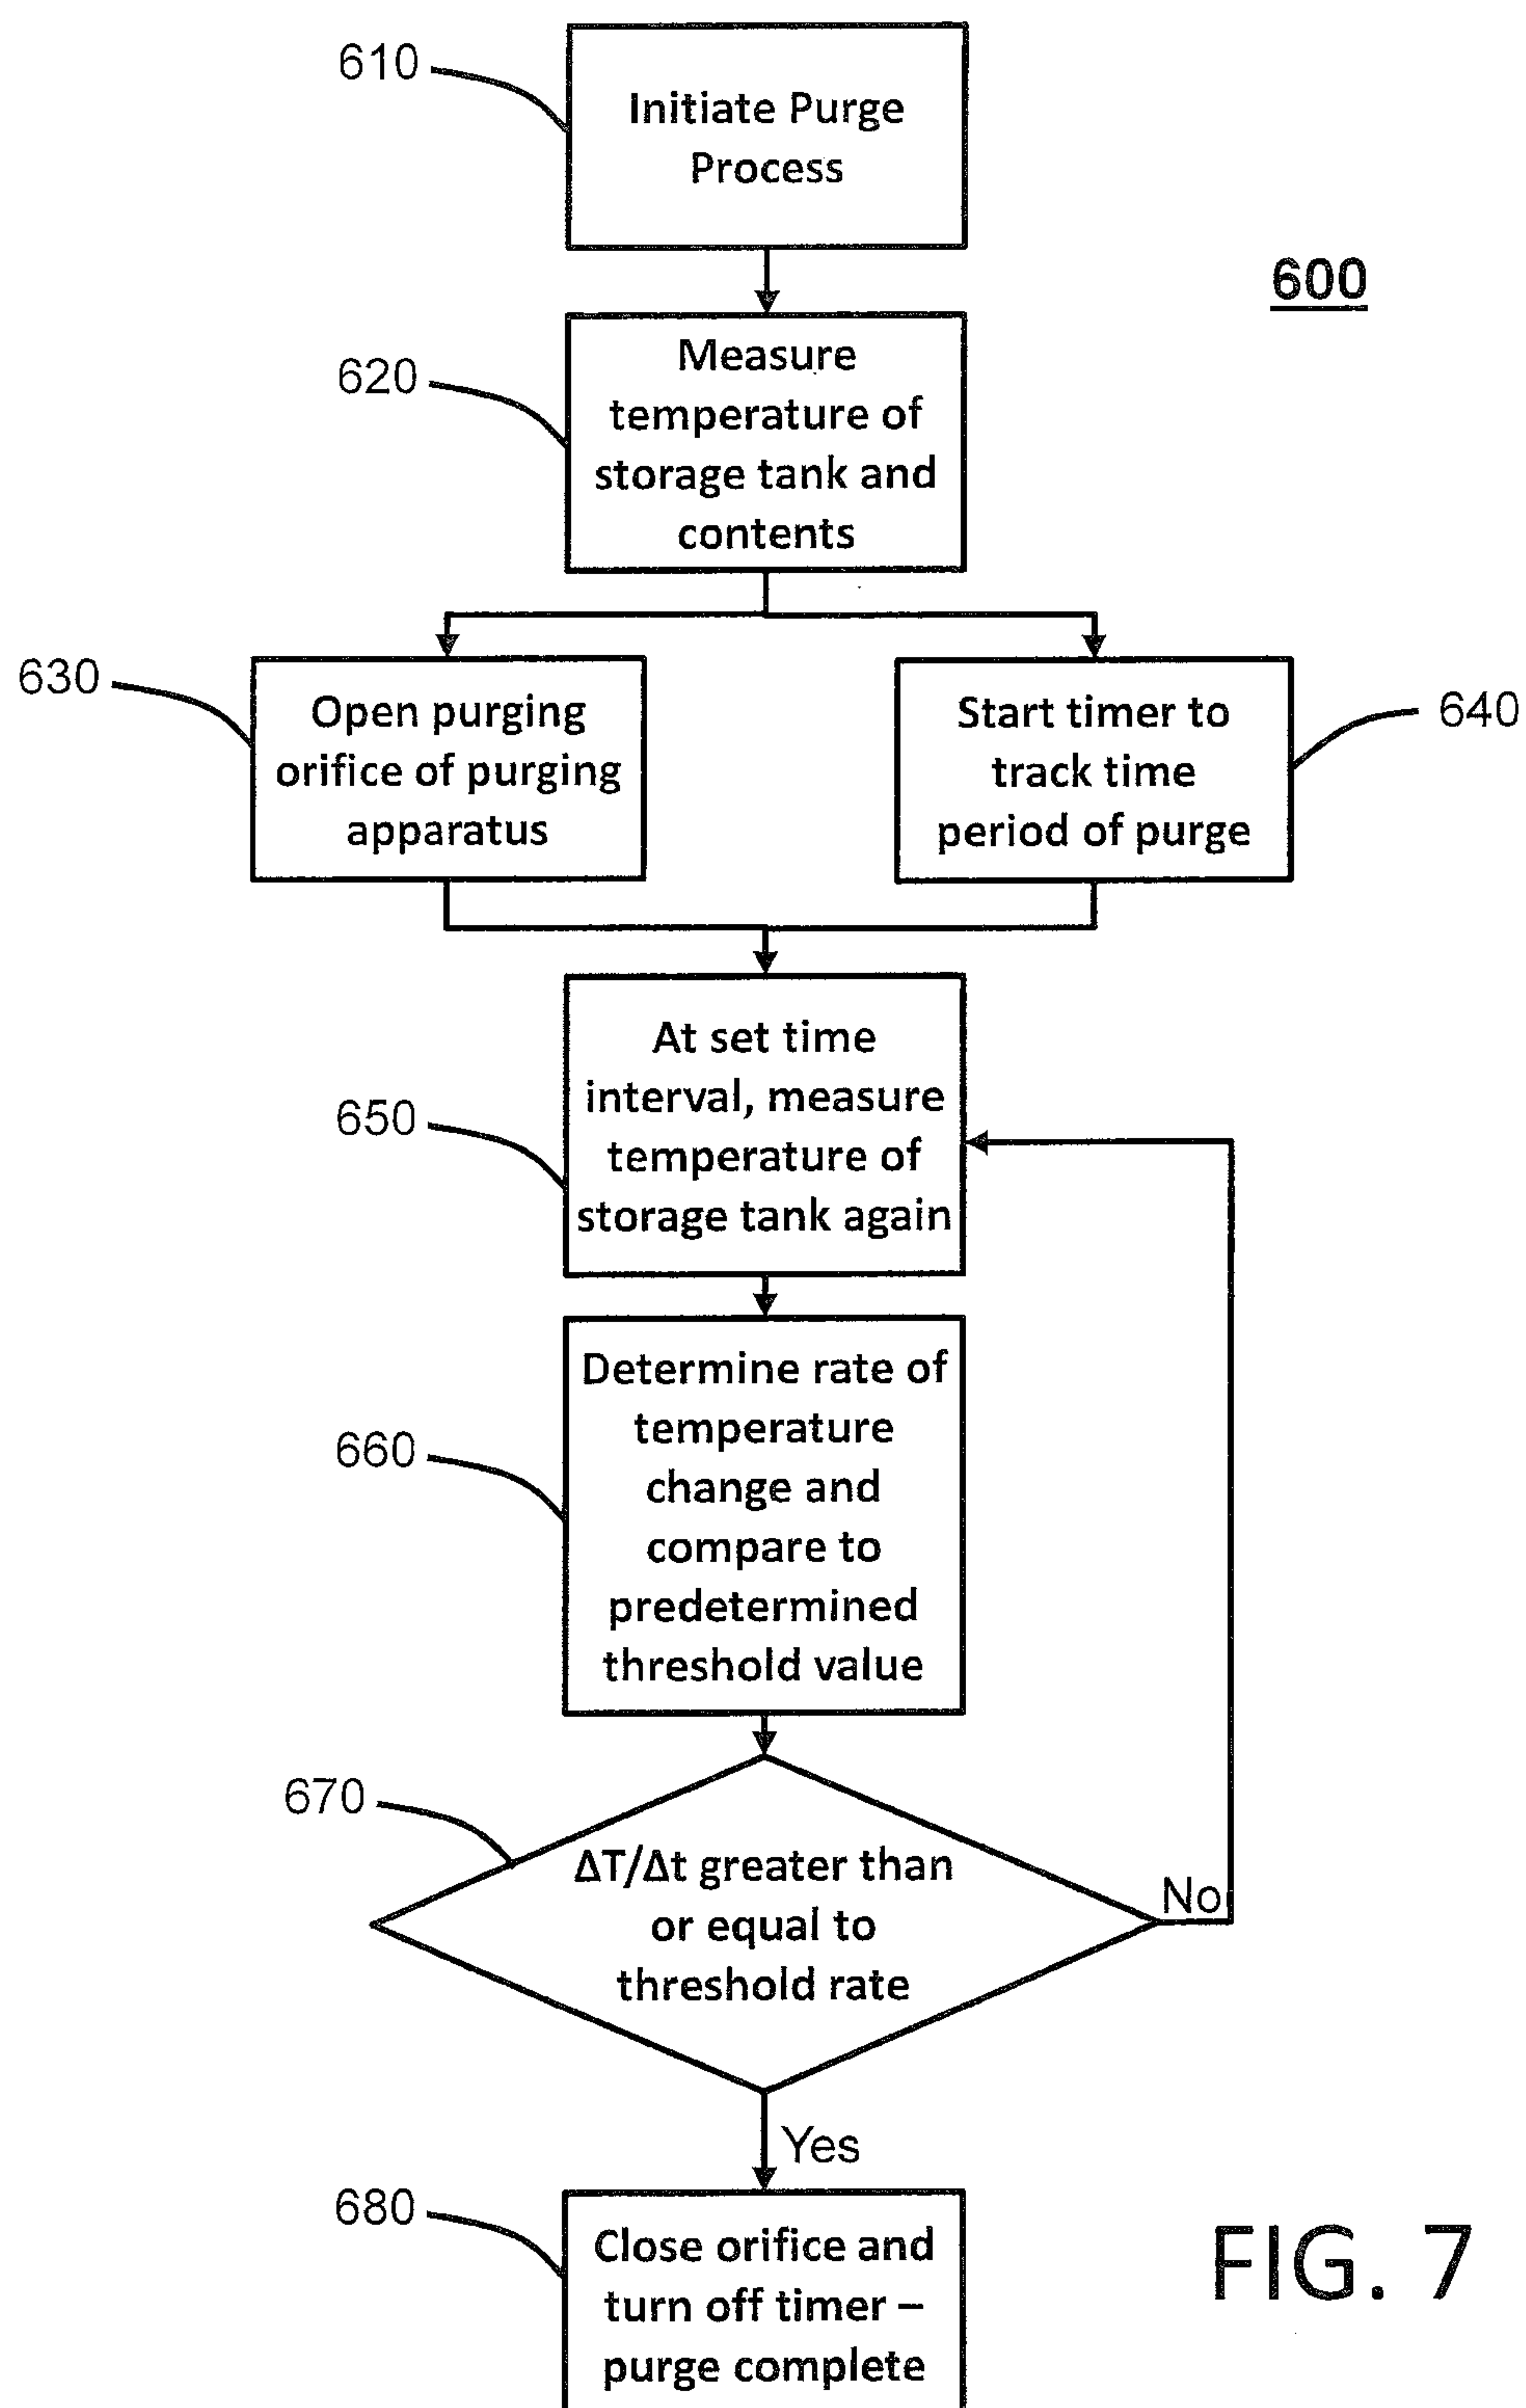 610
Initiate Purge
Process
600
620
Measure
temperature of
storage tank and
contents
630
Open purging
orifice of purging
apparatus
Start timer to
track time
period of purge
640
650
At set time
interval, measure
temperature of
storage tank again
660
Determine rate of
temperature
change and
compare to
predetermined
threshold value
670
ΔT/Δt greater than
or equal to
threshold rate
No
Yes
680
Close orifice and
turn off timer –
purge complete
FIG. 7